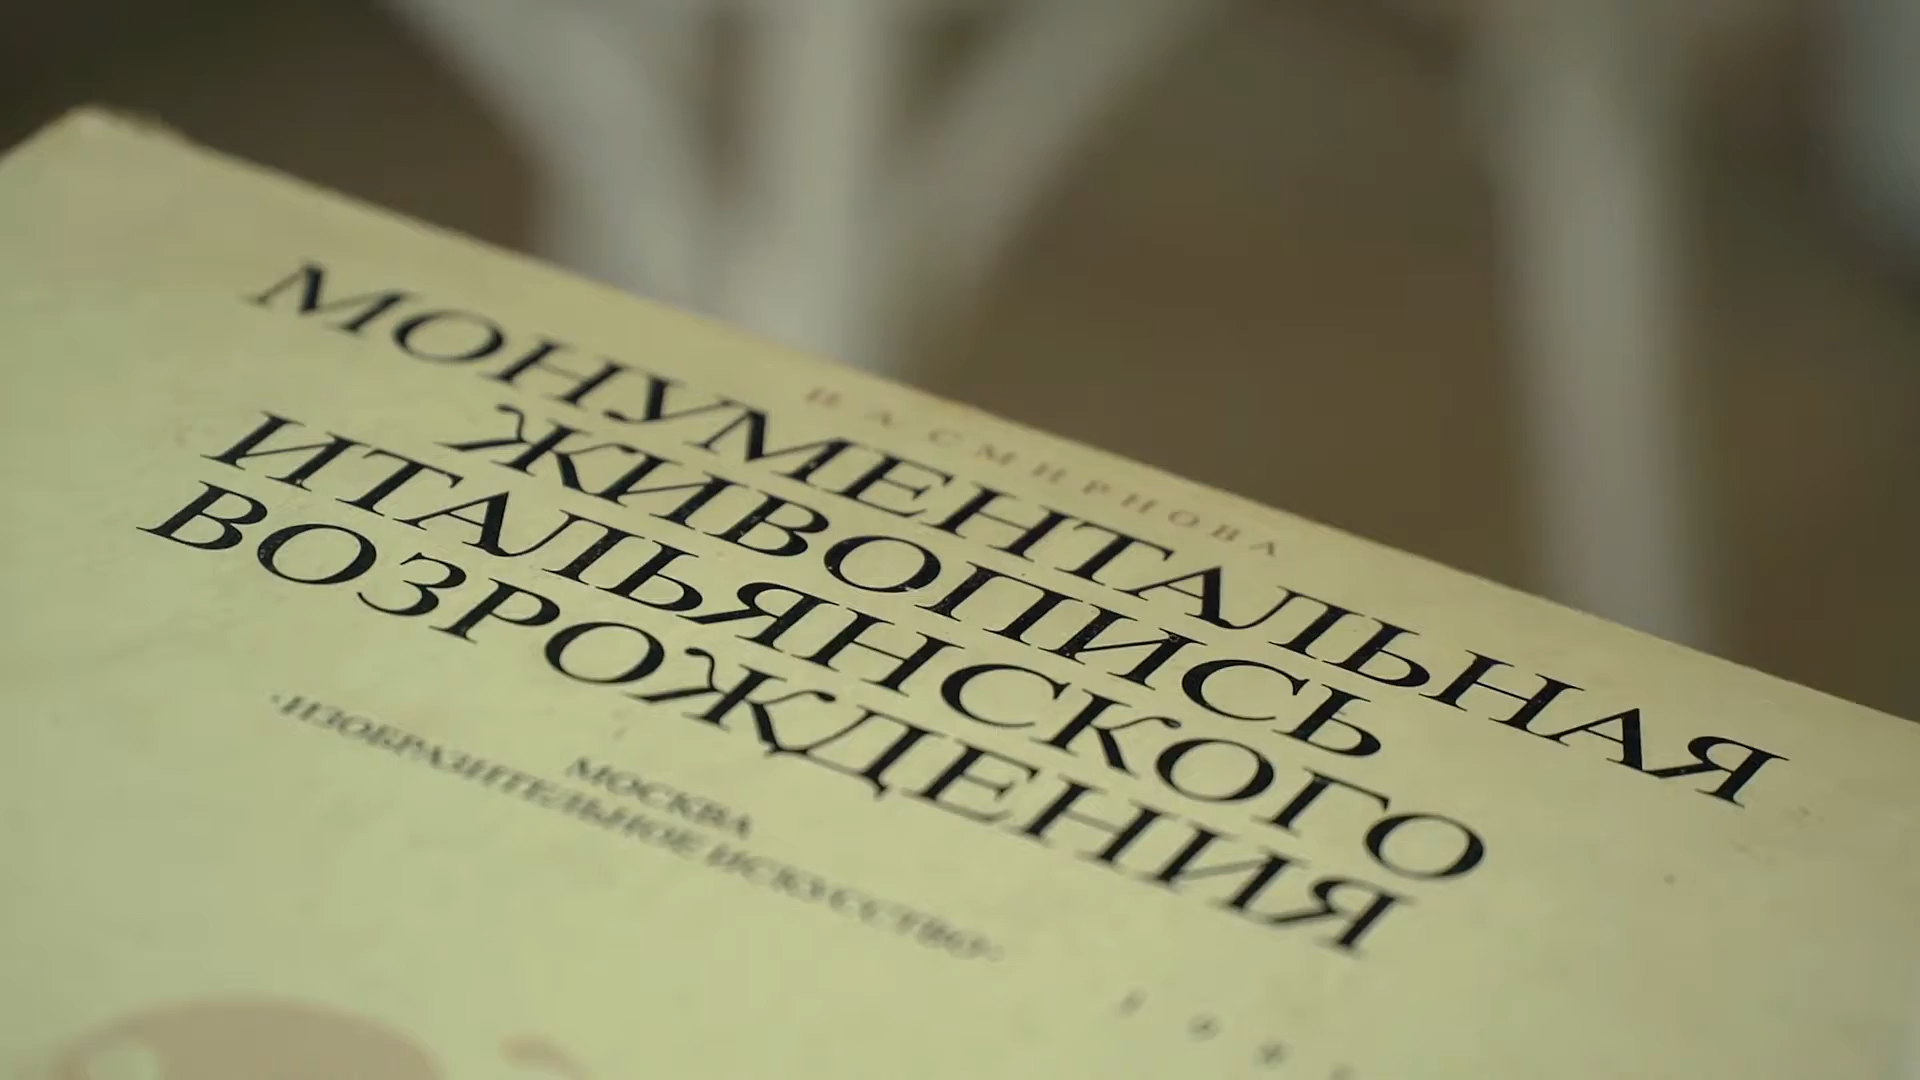 СМИРНОВА
МОНУМЕНТАЛЬНАЯ
ЖИВОПИСЬ
ИТАЛЬЯНСКОГО
ВОЗРОЖДЕНИЯ
МОСКВА
«ИЗОБРАЗИТЕЛЬНОЕ ИСКУССТВО»